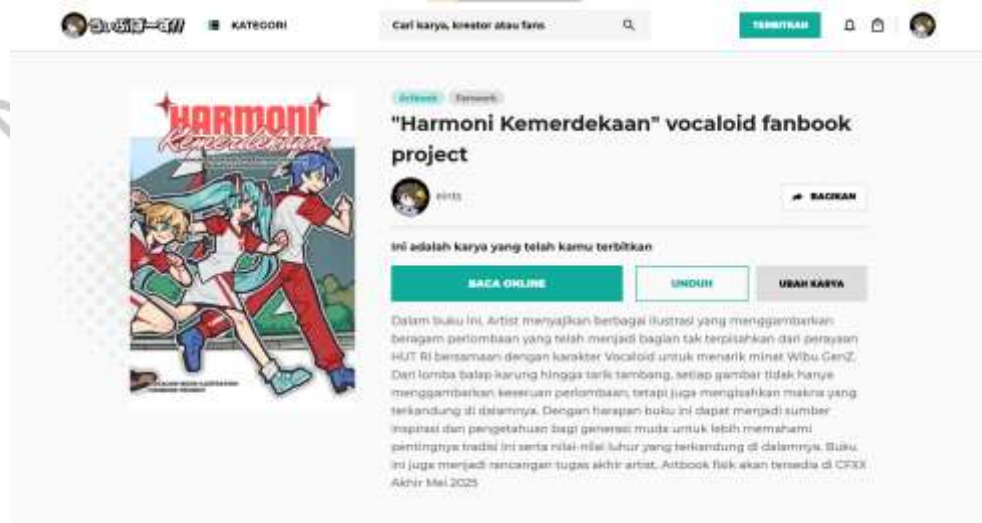 KATEGORI
Cari karya, kreator atau fans
TERBITKAN
HARMONI
Kemerdekaan
Artbook Fanwork
"Harmoni Kemerdekaan" vocaloid fanbook
project
eints
BAGIKAN
Ini adalah karya yang telah kamu terbitkan
BACA ONLINE
UNDUH
UBAH KARYA
Dalam buku ini, Artist menyajikan berbagai ilustrasi yang menggambarkan
beragam perlombaan yang telah menjadi bagian tak terpisahkan dari perayaan
HUT RI bersamaan dengan karakter Vocaloid untuk menarik minat Wibu GenZ.
Dari lomba balap karung hingga tarik tambang, setiap gambar tidak hanya
menggambarkan keseruan perlombaan, tetapi juga mengisahkan makna yang
terkandung di dalamnya. Dengan harapan buku ini dapat menjadi sumber
inspirasi dan pengetahuan bagi generasi muda untuk lebih memahami
pentingnya tradisi ini serta nilai-nilai luhur yang terkandung di dalamnya. Buku
ini juga menjadi rancangan tugas akhir artist. Artbook fisik akan tersedia di CFXX
Akhir Mei 2025